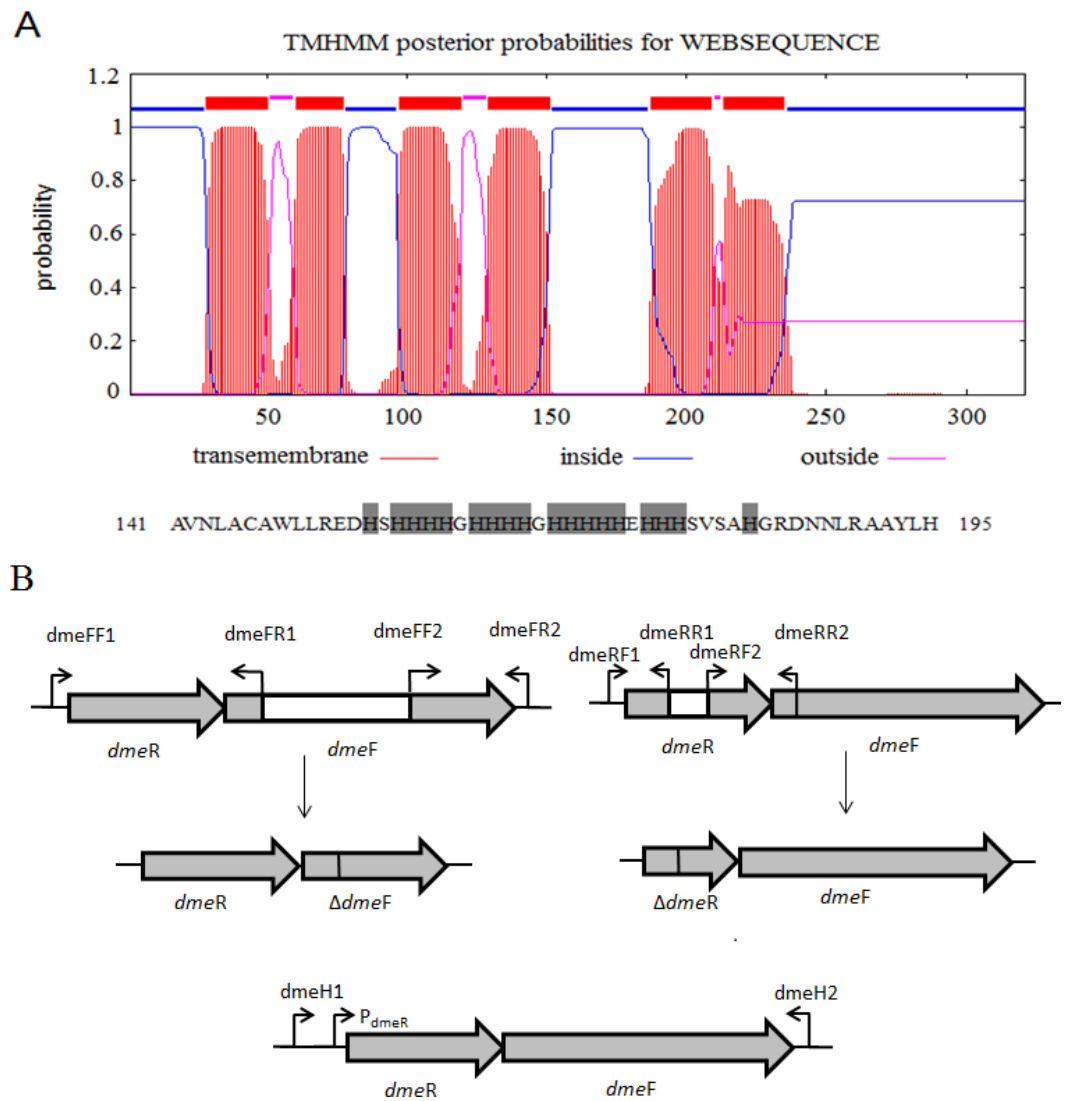 A
TMHMM posterior probabilities for WEBSEQUENCE
1.2
1
0.8
0.6
0.4
0.2
0
probability
50 100 150 200 250 300
transemembrane inside outside
141 AVNLACAWLLREDHSHHHHGHHHHGHHHHHEHHHSVSAHGRDNNLRAAYLH 195
B
dmeFF1 dmeFR1 dmeFF2 dmeFR2
dmeR dmeF
dmeR ΔdmeF
dmeRF1 dmeRR1 dmeRF2 dmeRR2
dmeR dmeF
ΔdmeR dmeF
dmeH1 PdmeR dmeH2
dmeR dmeF